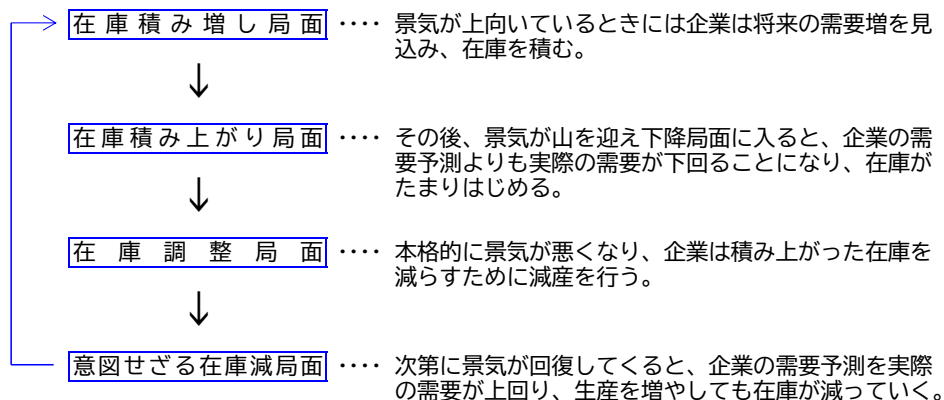 在庫積み増し局面 ････ 景気が上向いているときには企業は将来の需要増を見
込み、在庫を積む。
↓
在庫積み上がり局面 ････ その後、景気が山を迎え下降局面に入ると、企業の需
要予測よりも実際の需要が下回ることになり、在庫が
たまりはじめる。
↓
在庫調整局面 ････ 本格的に景気が悪くなり、企業は積み上がった在庫を
減らすために減産を行う。
↓
意図せざる在庫減局面 ････ 次第に景気が回復してくると、企業の需要予測を実際
の需要が上回り、生産を増やしても在庫が減っていく。